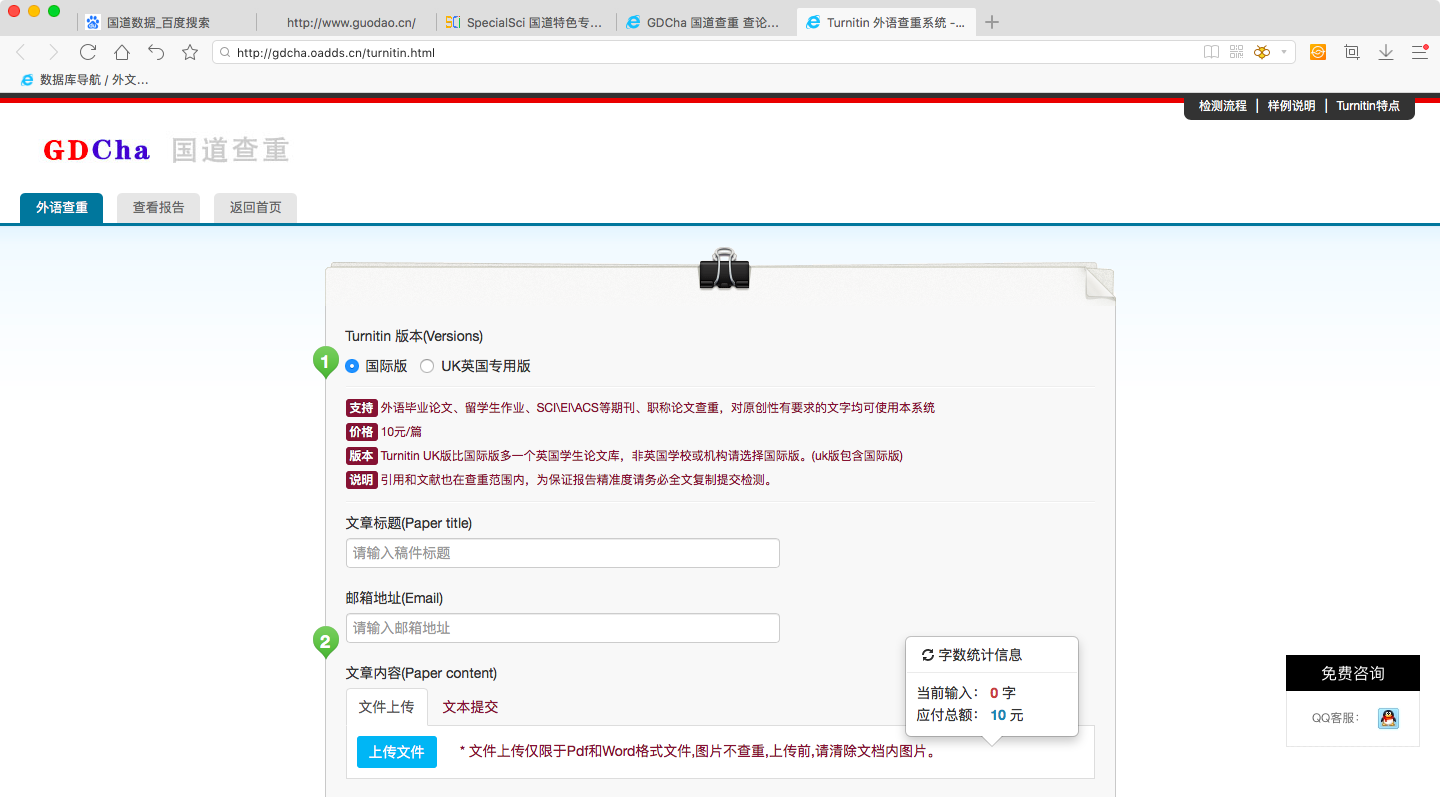 国道数据_百度搜索
http://www.guodao.cn/
SpecialSci 国道特色专...
GDCha 国道查重 查论...
Turnitin 外语查重系统 -...
http://gdcha.oadds.cn/turnitin.html
数据库导航 / 外文...
检测流程 | 样例说明 | Turnitin特点
GDCha 国道查重
外语查重 查看报告 返回首页
Turnitin 版本(Versions)
1
国际版 UK英国专用版
支持 外语毕业论文、留学生作业、SCI\EI\ACS等期刊、职称论文查重，对原创性有要求的文字均可使用本系统
价格 10元/篇
版本 Turnitin UK版比国际版多一个英国学生论文库，非英国学校或机构请选择国际版。(uk版包含国际版)
说明 引用和文献也在查重范围内，为保证报告精准度请务必全文复制提交检测。
文章标题(Paper title)
请输入稿件标题
邮箱地址(Email)
请输入邮箱地址
2
文章内容(Paper content)
文件上传 文本提交
上传文件 * 文件上传仅限于Pdf和Word格式文件,图片不查重,上传前,请清除文档内图片。
字数统计信息
当前输入： 0 字
应付总额： 10 元
免费咨询
QQ客服：